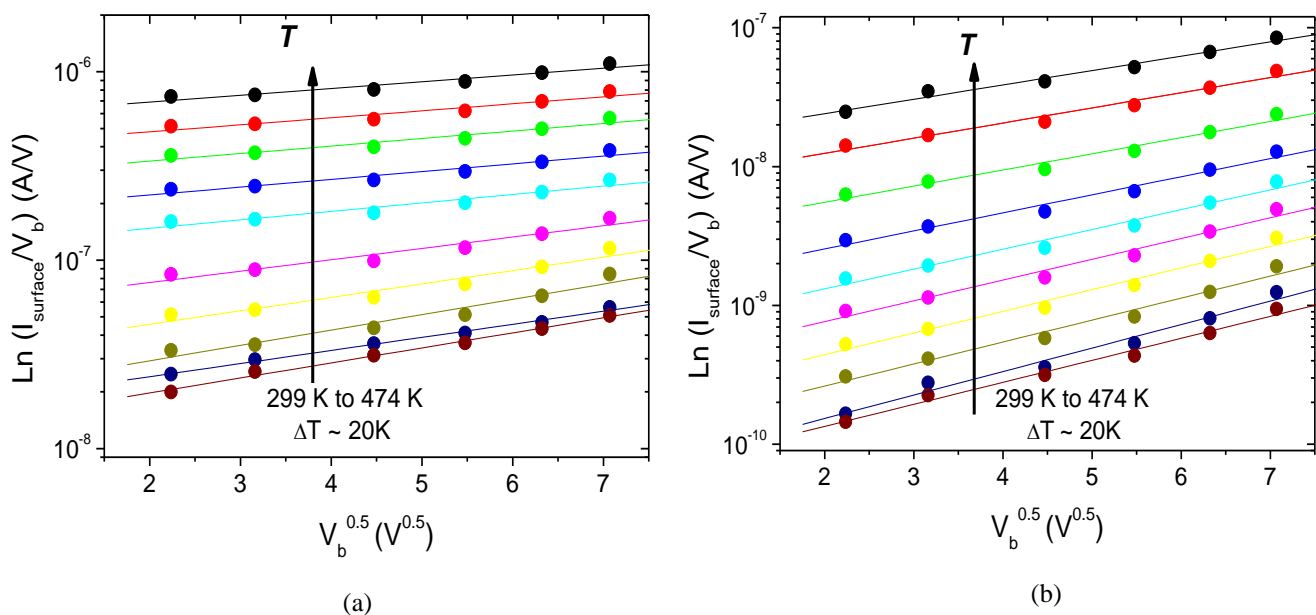 Ln (I_surface/V_b) (A/V)
10^-6
10^-7
10^-8
T
299 K to 474 K
ΔT ~ 20K
2 3 4 5 6 7
V_b^0.5 (V^0.5)
(a)
Ln (I_surface/V_b) (A/V)
10^-7
10^-8
10^-9
10^-10
T
299 K to 474 K
ΔT ~ 20K
2 3 4 5 6 7
V_b^0.5 (V^0.5)
(b)